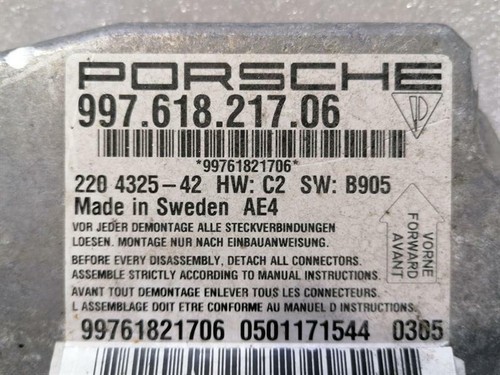 PORSCHE
997.618.217.06
*99761821706*
220 4325-42 HW: C2 SW: B905
Made in Sweden AE4
VOR JEDER DEMONTAGE ALLE STECKVERBINDUNGEN
LOESEN. MONTAGE NUR NACH EINBAUANWEISUNG.
BEFORE EVERY DISASSEMBLY, DETACH ALL CONNECTORS.
ASSEMBLE STRICTLY ACCORDING TO MANUAL INSTRUCTIONS.
AVANT TOUT DEMONTAGE ENLEVER TOUS LES CONNECTEURS
L ASSEMBLAGE DOIT ETRE CONFORME AU MANUEL D INSTRUCTIONS
VORNE
FORWARD
AVANT
99761821706 0501171544 0305